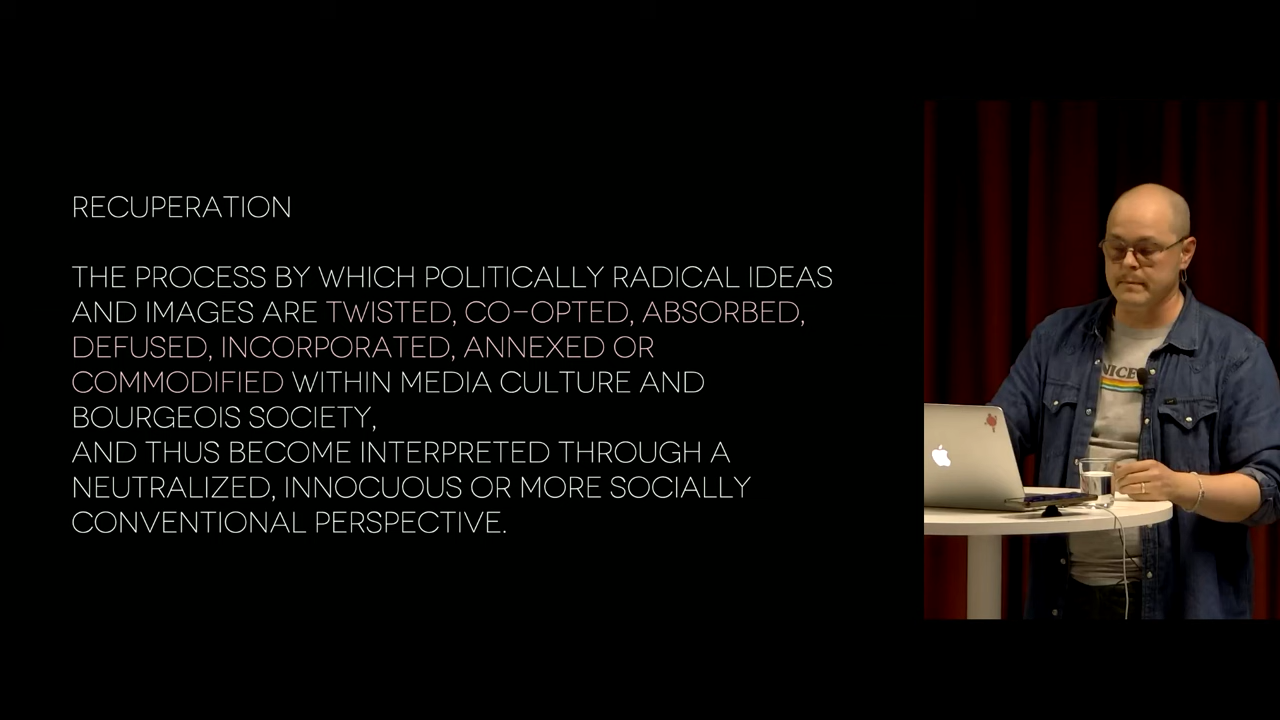 RECUPERATION
THE PROCESS BY WHICH POLITICALLY RADICAL IDEAS
AND IMAGES ARE TWISTED, CO-OPTED, ABSORBED,
DEFUSED, INCORPORATED, ANNEXED OR
COMMODIFIED WITHIN MEDIA CULTURE AND
BOURGEOIS SOCIETY,
AND THUS BECOME INTERPRETED THROUGH A
NEUTRALIZED, INNOCUOUS OR MORE SOCIALLY
CONVENTIONAL PERSPECTIVE.
NICE